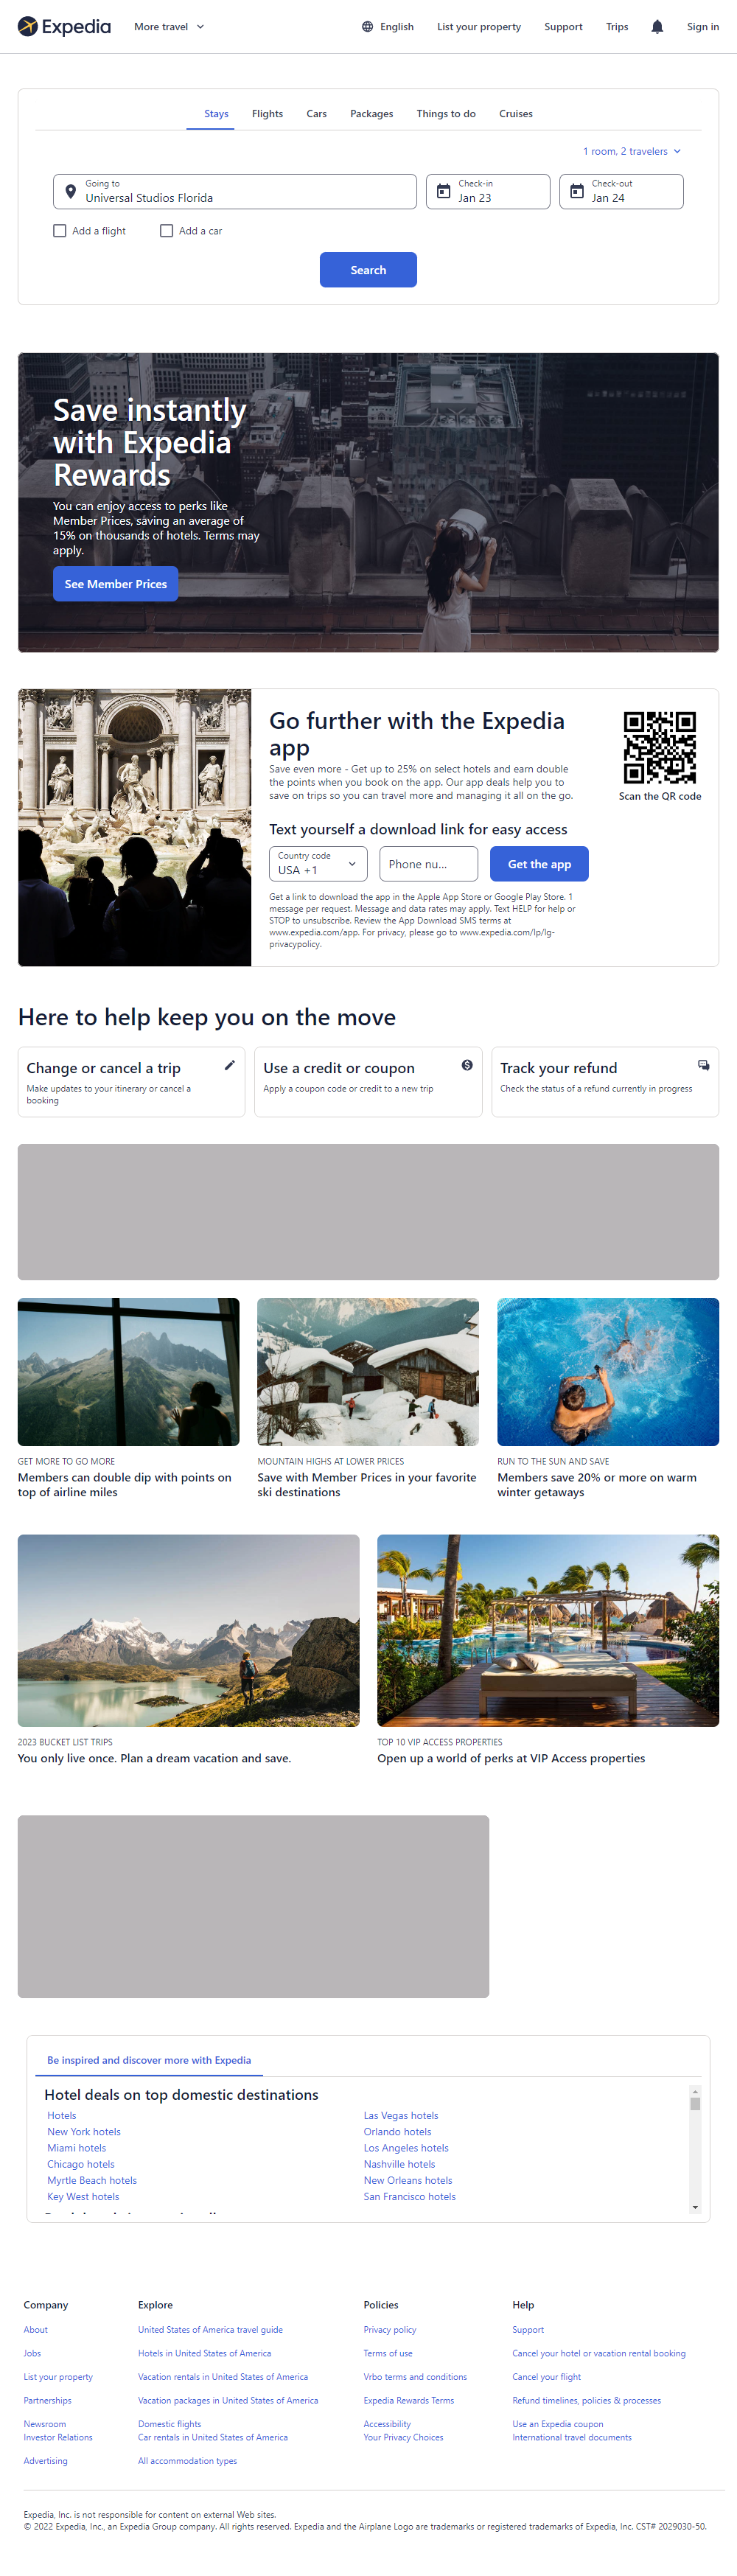 Expedia
More travel
English
List your property
Support
Trips
Sign in
Stays
Flights
Cars
Packages
Things to do
Cruises
1 room, 2 travelers
Going to
Universal Studios Florida
Check-in
Jan 23
Check-out
Jan 24
Add a flight
Add a car
Search
Save instantly
with Expedia
Rewards
You can enjoy access to perks like
Member Prices, saving an average of
15% on thousands of hotels. Terms may
apply.
See Member Prices
Go further with the Expedia
app
Save even more - Get up to 25% on select hotels and earn double
the points when you book on the app. Our app deals help you to
save on trips so you can travel more and managing it all on the go.
Scan the QR code
Text yourself a download link for easy access
Country code
USA +1
Phone nu...
Get the app
Get a link to download the app in the Apple App Store or Google Play Store. 1
message per request. Message and data rates may apply. Text HELP for help or
STOP to unsubscribe. Review the App Download SMS terms at
www.expedia.com/app. For privacy, please go to www.expedia.com/lp/lg-
privacypolicy.
Here to help keep you on the move
Change or cancel a trip
Make updates to your itinerary or cancel a
booking
Use a credit or coupon
Apply a coupon code or credit to a new trip
Track your refund
Check the status of a refund currently in progress
GET MORE TO GO MORE
Members can double dip with points on
top of airline miles
MOUNTAIN HIGHS AT LOWER PRICES
Save with Member Prices in your favorite
ski destinations
RUN TO THE SUN AND SAVE
Members save 20% or more on warm
winter getaways
2023 BUCKET LIST TRIPS
You only live once. Plan a dream vacation and save.
TOP 10 VIP ACCESS PROPERTIES
Open up a world of perks at VIP Access properties
Be inspired and discover more with Expedia
Hotel deals on top domestic destinations
Hotels
Las Vegas hotels
New York hotels
Orlando hotels
Miami hotels
Los Angeles hotels
Chicago hotels
Nashville hotels
Myrtle Beach hotels
New Orleans hotels
Key West hotels
San Francisco hotels
Company
About
Jobs
List your property
Partnerships
Newsroom
Investor Relations
Advertising
Explore
United States of America travel guide
Hotels in United States of America
Vacation rentals in United States of America
Vacation packages in United States of America
Domestic flights
Car rentals in United States of America
All accommodation types
Policies
Privacy policy
Terms of use
Vrbo terms and conditions
Expedia Rewards Terms
Accessibility
Your Privacy Choices
Help
Support
Cancel your hotel or vacation rental booking
Cancel your flight
Refund timelines, policies & processes
Use an Expedia coupon
International travel documents
Expedia, Inc. is not responsible for content on external Web sites.
© 2022 Expedia, Inc., an Expedia Group company. All rights reserved. Expedia and the Airplane Logo are trademarks or registered trademarks of Expedia, Inc. CST# 2029030-50.